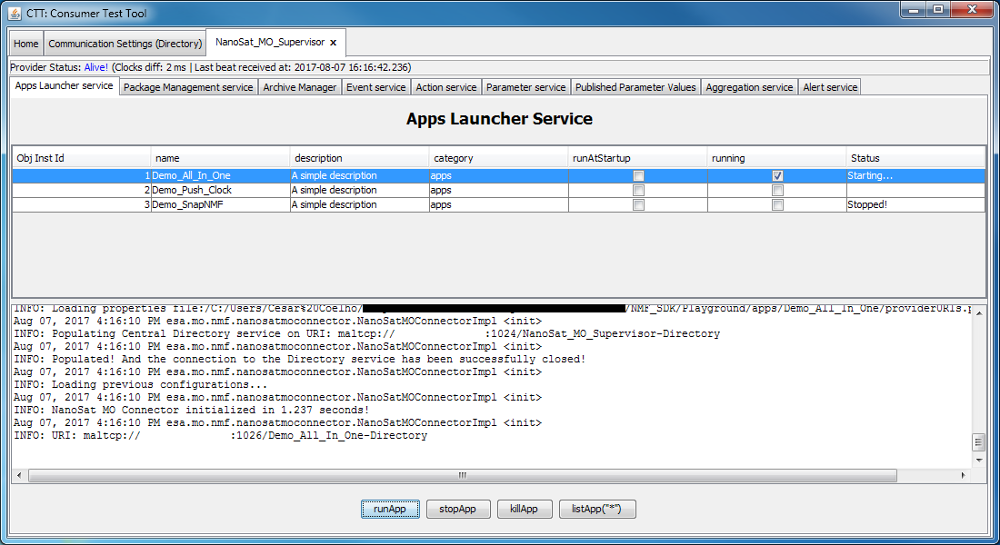 CTT: Consumer Test Tool
Home Communication Settings (Directory) NanoSat_MO_Supervisor x
Provider Status: Alive! (Clocks diff: 2 ms | Last beat received at: 2017-08-07 16:16:42.236)
Apps Launcher service Package Management service Archive Manager Event service Action service Parameter service Published Parameter Values Aggregation service Alert service
Apps Launcher Service
Obj Inst Id name description category runAtStartup running Status
1 Demo_All_In_One A simple description apps Starting...
2 Demo_Push_Clock A simple description apps
3 Demo_SnapNMF A simple description apps Stopped!
INFO: Loading properties file:/C:/Users/Cesar%20Coelho/ /NMF_SDK/Playground/apps/Demo_All_In_One/providerURIs.p
Aug 07, 2017 4:16:10 PM esa.mo.nmf.nanosatmoconnector.NanoSatMOConnectorImpl <init>
INFO: Populating Central Directory service on URI: maltcp:// :1024/NanoSat_MO_Supervisor-Directory
Aug 07, 2017 4:16:10 PM esa.mo.nmf.nanosatmoconnector.NanoSatMOConnectorImpl <init>
INFO: Populated! And the connection to the Directory service has been successfully closed!
Aug 07, 2017 4:16:10 PM esa.mo.nmf.nanosatmoconnector.NanoSatMOConnectorImpl <init>
INFO: Loading previous configurations...
Aug 07, 2017 4:16:10 PM esa.mo.nmf.nanosatmoconnector.NanoSatMOConnectorImpl <init>
INFO: NanoSat MO Connector initialized in 1.237 seconds!
Aug 07, 2017 4:16:10 PM esa.mo.nmf.nanosatmoconnector.NanoSatMOConnectorImpl <init>
INFO: URI: maltcp:// :1026/Demo_All_In_One-Directory
runApp stopApp killApp listApp("*")